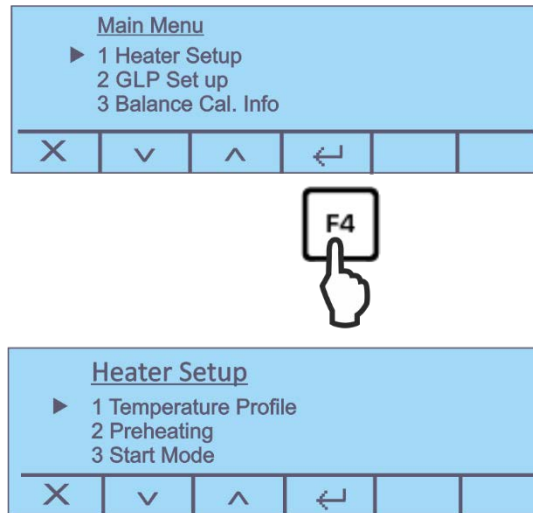 Main Menu
1 Heater Setup
2 GLP Set up
3 Balance Cal. Info
F4
Heater Setup
1 Temperature Profile
2 Preheating
3 Start Mode